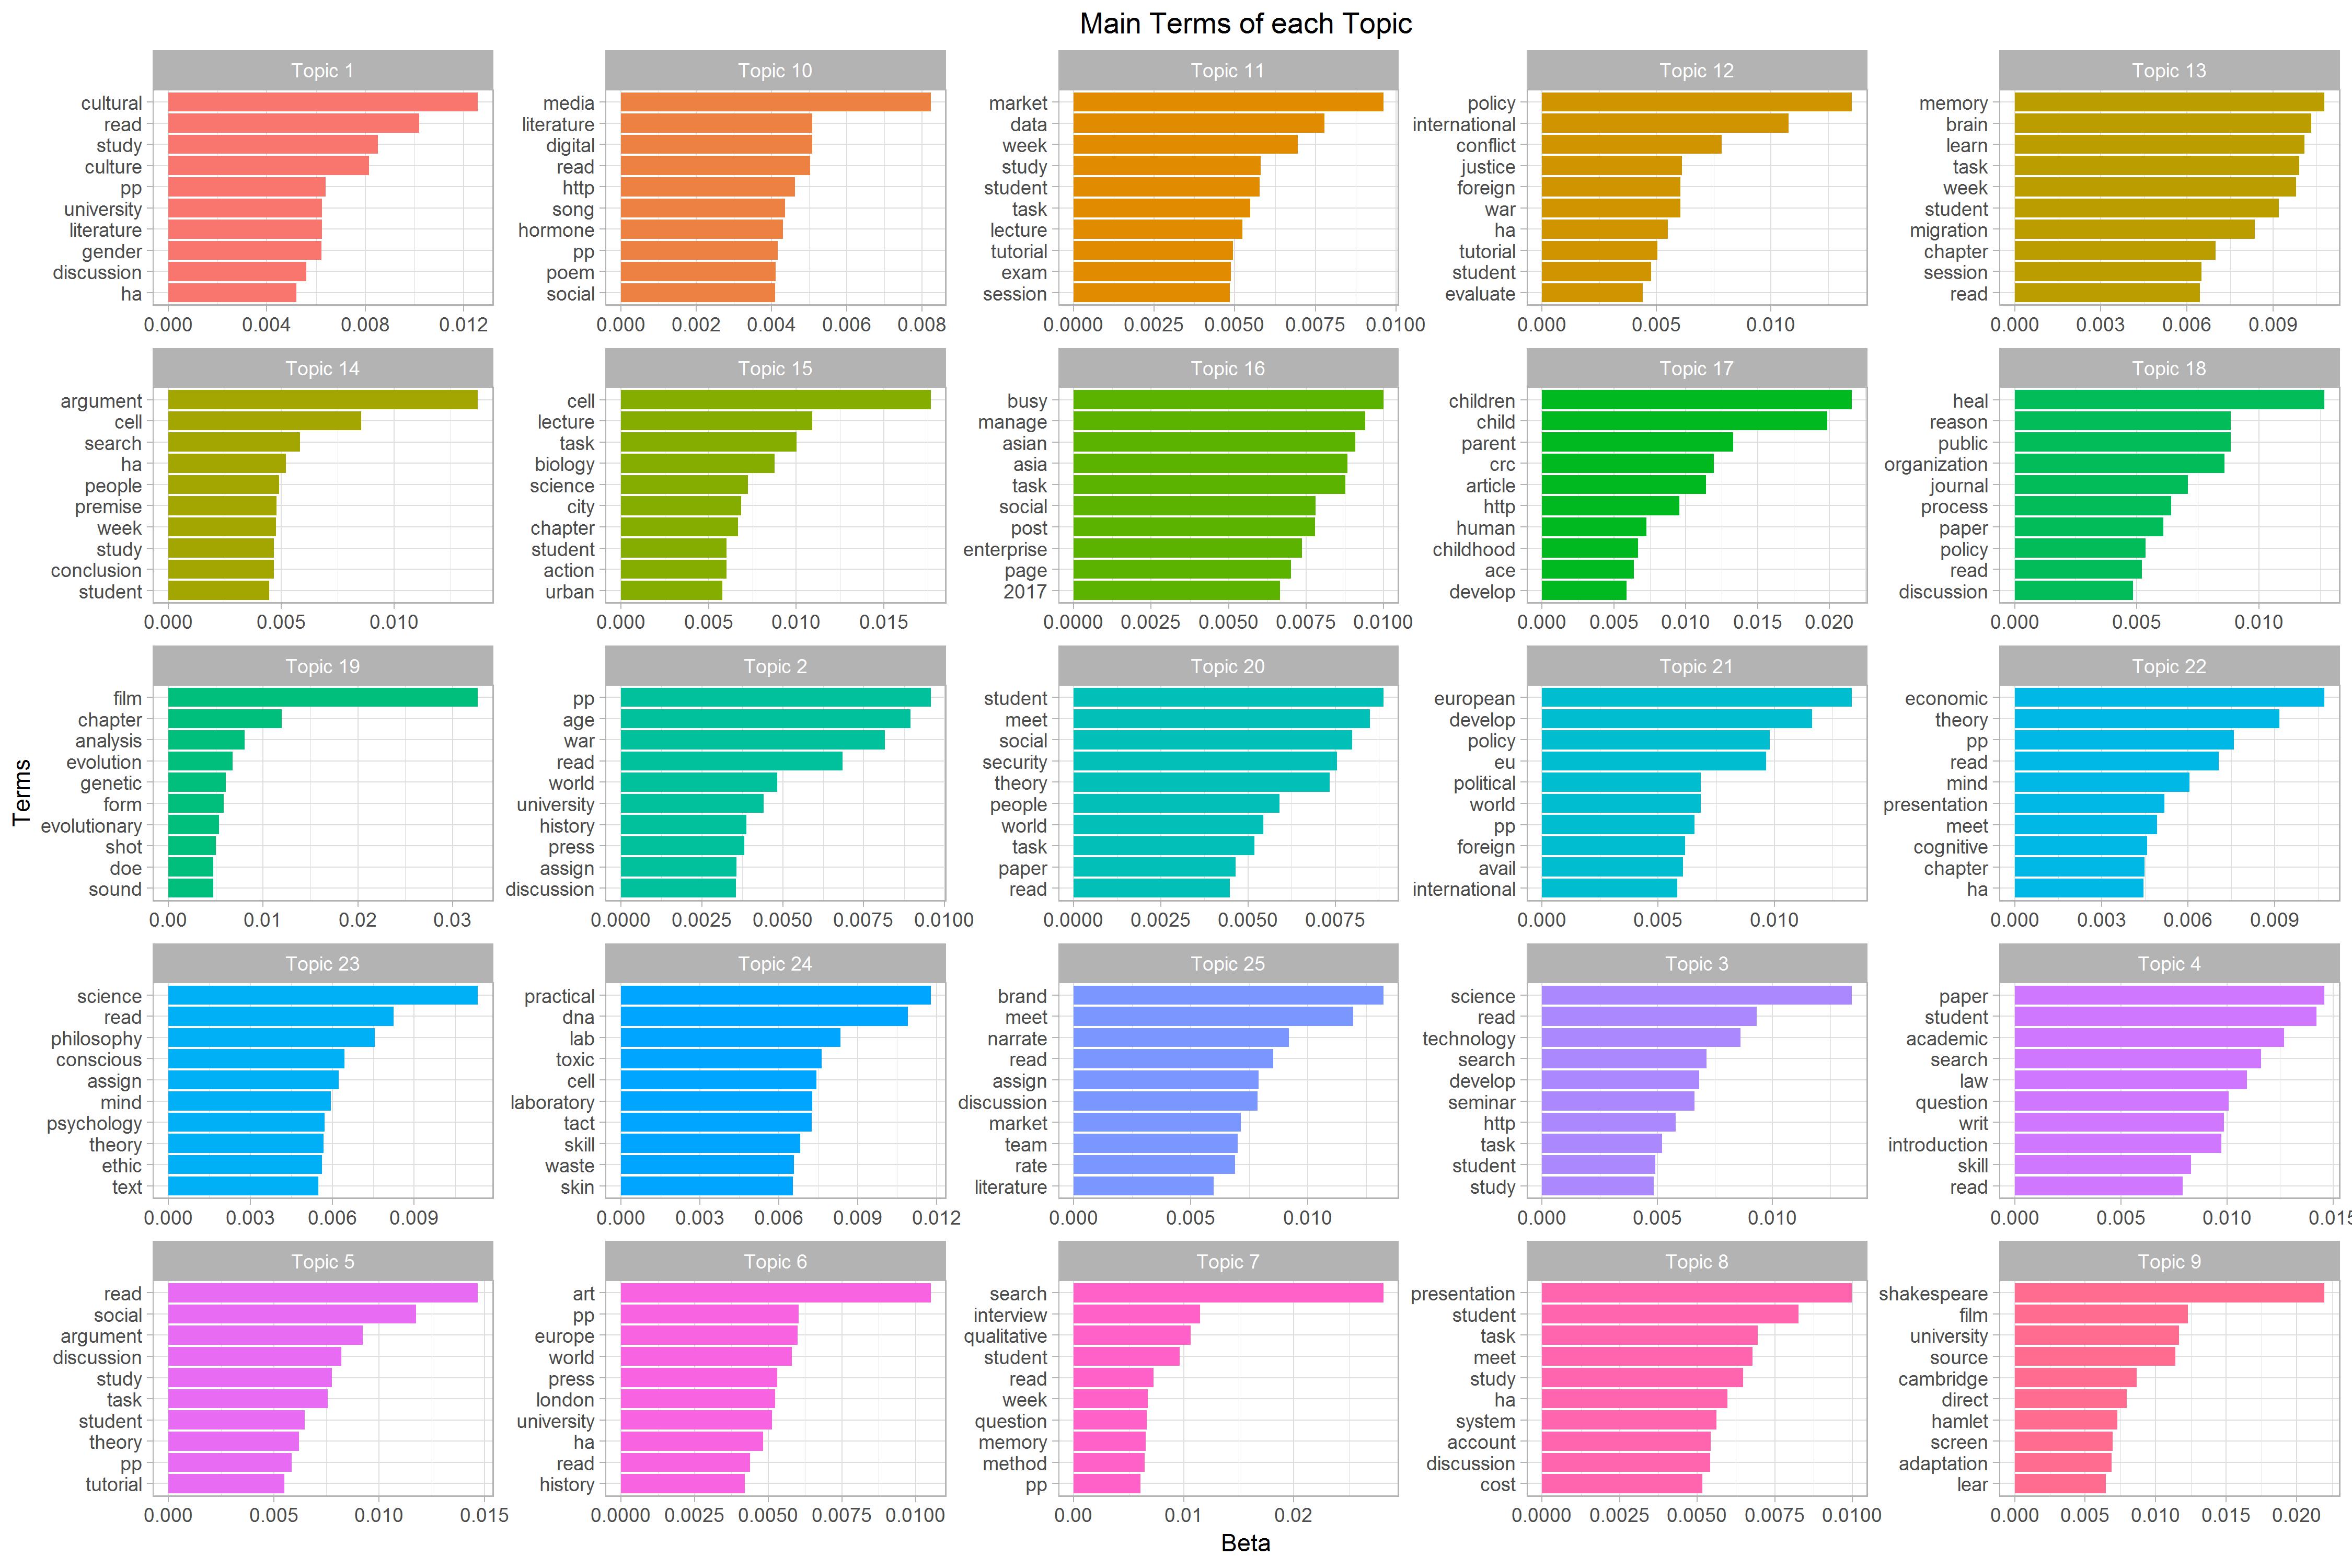 Main Terms of each Topic
Topic 1
cultural
read
study
culture
pp
university
literature
gender
discussion
ha
0.000 0.004 0.008 0.012
Topic 10
media
literature
digital
read
http
song
hormone
pp
poem
social
0.000 0.002 0.004 0.006 0.008
Topic 11
market
data
week
study
student
task
lecture
tutorial
exam
session
0.0000 0.0025 0.0050 0.0075 0.0100
Topic 12
policy
international
conflict
justice
foreign
war
ha
tutorial
student
evaluate
0.000 0.005 0.010
Topic 13
memory
brain
learn
task
week
student
migration
chapter
session
read
0.000 0.003 0.006 0.009
Topic 14
argument
cell
search
ha
people
premise
week
study
conclusion
student
0.000 0.005 0.010
Topic 15
cell
lecture
task
biology
science
city
chapter
student
action
urban
0.000 0.005 0.010 0.015
Topic 16
busy
manage
asian
asia
task
social
post
enterprise
page
2017
0.0000 0.0025 0.0050 0.0075 0.0100
Topic 17
children
child
parent
crc
article
http
human
childhood
ace
develop
0.000 0.005 0.010 0.015 0.020
Topic 18
heal
reason
public
organization
journal
process
paper
policy
read
discussion
0.000 0.005 0.010
Terms
Topic 19
film
chapter
analysis
evolution
genetic
form
evolutionary
shot
doe
sound
0.00 0.01 0.02 0.03
Topic 2
pp
age
war
read
world
university
history
press
assign
discussion
0.0000 0.0025 0.0050 0.0075 0.0100
Topic 20
student
meet
social
security
theory
people
world
task
paper
read
0.0000 0.0025 0.0050 0.0075
Topic 21
european
develop
policy
eu
political
world
pp
foreign
avail
international
0.000 0.005 0.010
Topic 22
economic
theory
pp
read
mind
presentation
meet
cognitive
chapter
ha
0.000 0.003 0.006 0.009
Topic 23
science
read
philosophy
conscious
assign
mind
psychology
theory
ethic
text
0.000 0.003 0.006 0.009
Topic 24
practical
dna
lab
toxic
cell
laboratory
tact
skill
waste
skin
0.000 0.003 0.006 0.009 0.012
Topic 25
brand
meet
narrate
read
assign
discussion
market
team
rate
literature
0.000 0.005 0.010
Topic 3
science
read
technology
search
develop
seminar
http
task
student
study
0.000 0.005 0.010
Topic 4
paper
student
academic
search
law
question
writ
introduction
skill
read
0.000 0.005 0.010 0.015
Topic 5
read
social
argument
discussion
study
task
student
theory
pp
tutorial
0.000 0.005 0.010 0.015
Topic 6
art
pp
europe
world
press
london
university
ha
read
history
0.0000 0.0025 0.0050 0.0075 0.0100
Topic 7
search
interview
qualitative
student
read
week
question
memory
method
pp
0.00 0.01 0.02
Topic 8
presentation
student
task
meet
study
ha
system
account
discussion
cost
0.0000 0.0025 0.0050 0.0075 0.0100
Topic 9
shakespeare
film
university
source
cambridge
direct
hamlet
screen
adaptation
lear
0.000 0.005 0.010 0.015 0.020
Beta